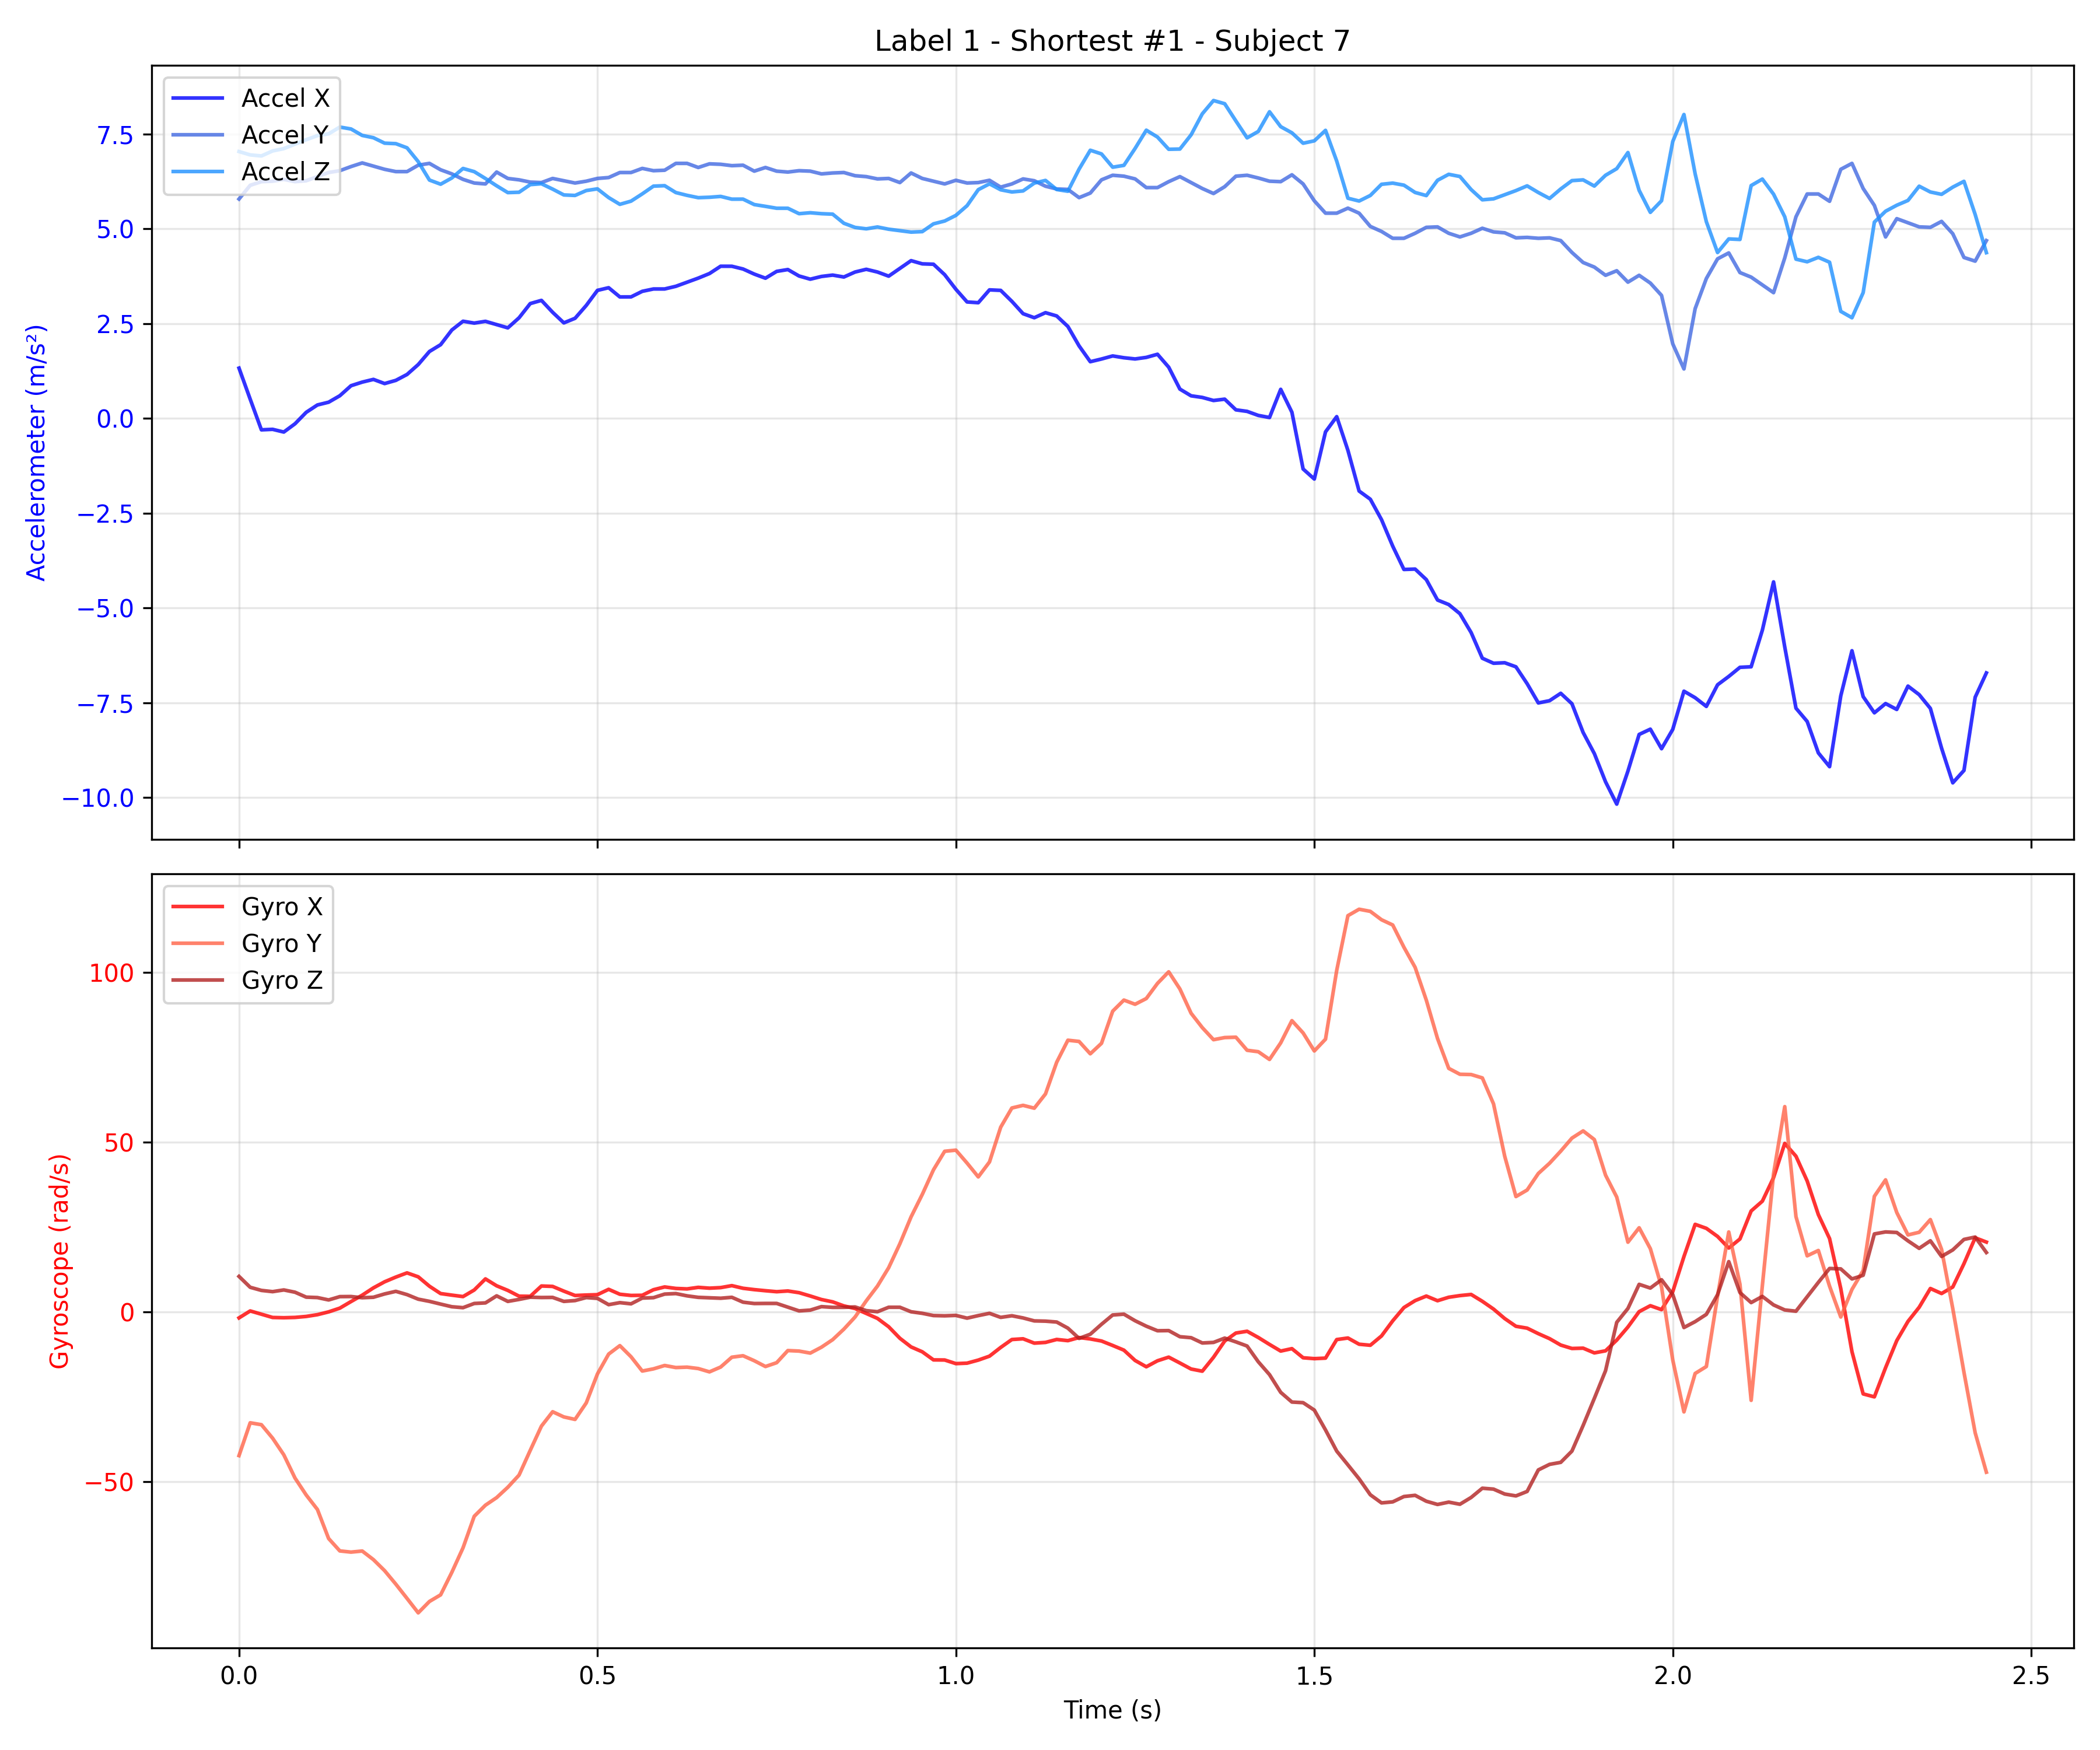 Label 1 - Shortest #1 - Subject 7
Accel X
Accel Y
Accel Z
7.5
5.0
2.5
0.0
−2.5
−5.0
−7.5
−10.0
Accelerometer (m/s²)
Gyro X
Gyro Y
Gyro Z
100
50
0
−50
Gyroscope (rad/s)
0.0 0.5 1.0 1.5 2.0 2.5
Time (s)